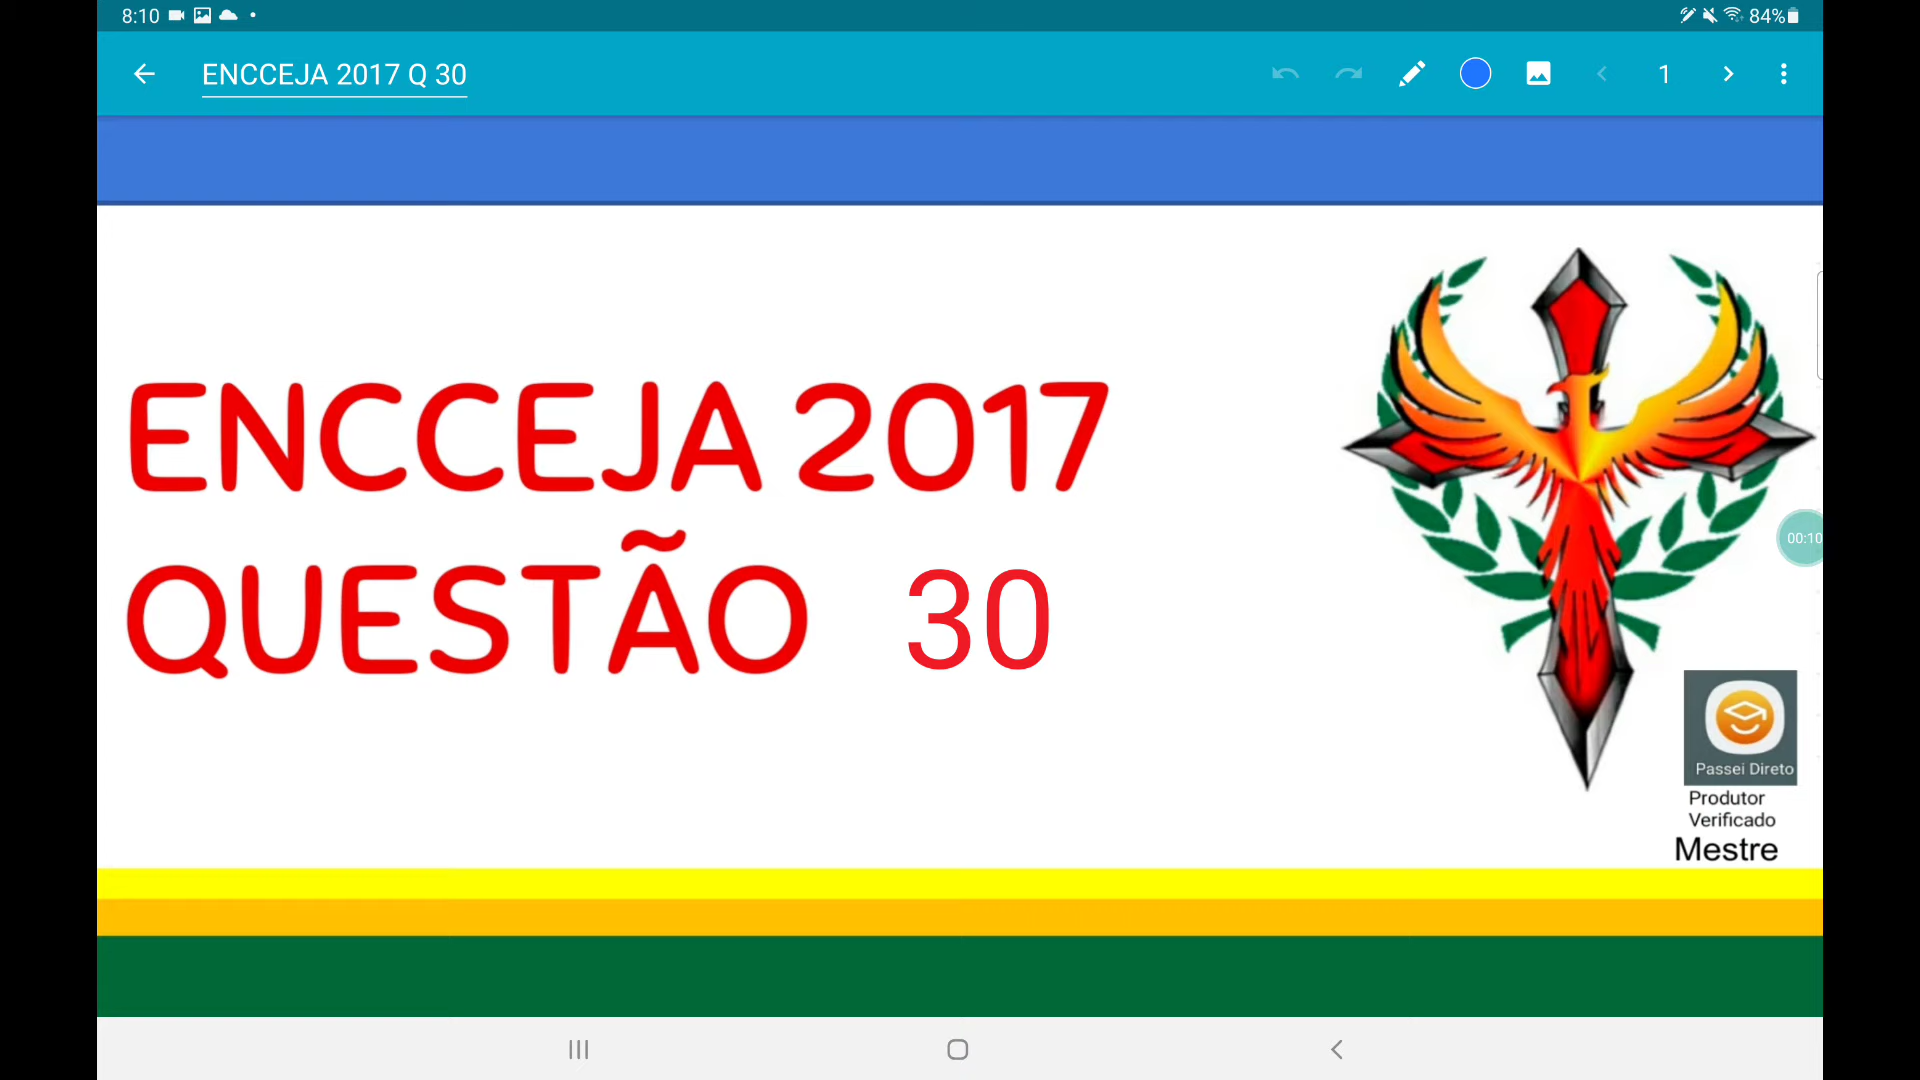 8:10
84%
ENCCEJA 2017 Q 30
1
ENCCEJA 2017
QUESTÃO 30
00:10
Passei Direto
Produtor
Verificado
Mestre